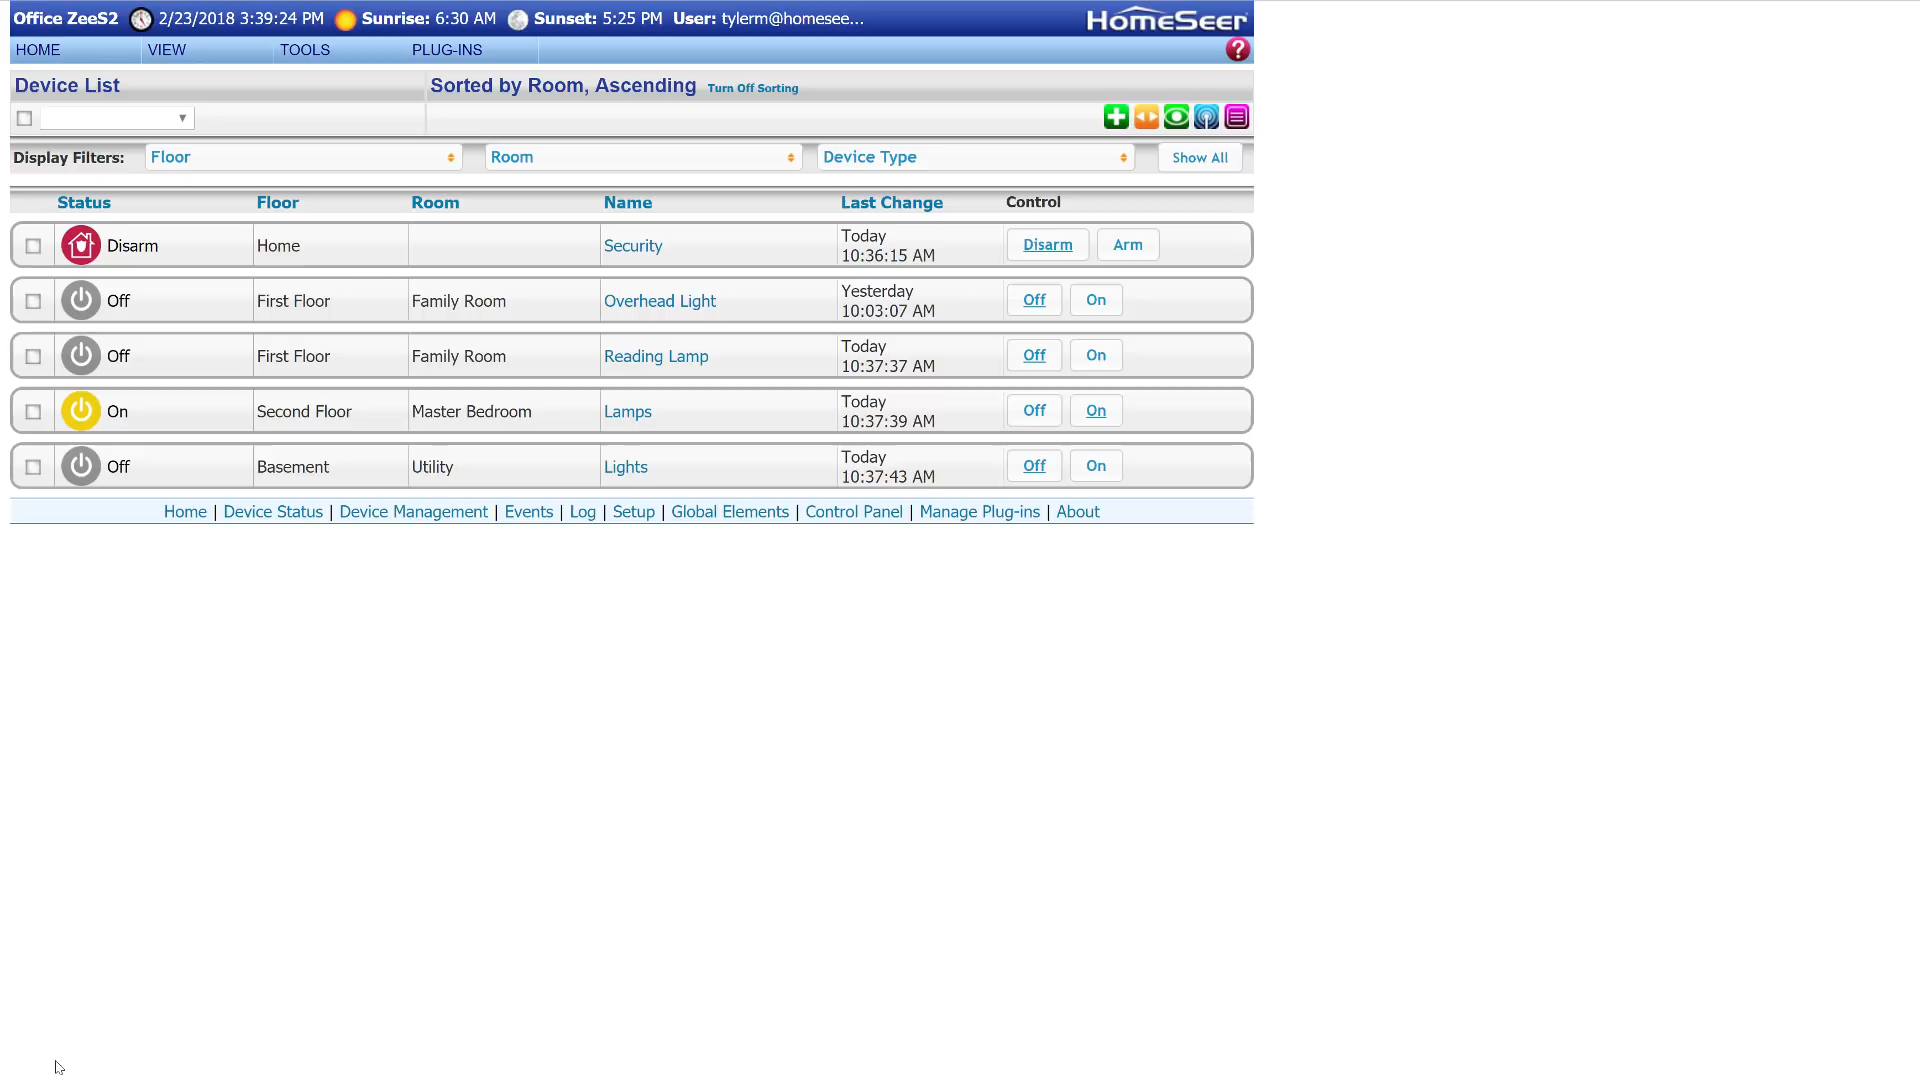 Office ZeeS2 2/23/2018 3:39:24 PM Sunrise: 6:30 AM Sunset: 5:25 PM User: tylerm@homesee... HomeSeer
HOME VIEW TOOLS PLUG-INS ?
Device List Sorted by Room, Ascending Turn Off Sorting
Display Filters: Floor Room Device Type Show All
Status Floor Room Name Last Change Control
Disarm Home Security Today 10:36:15 AM Disarm Arm
Off First Floor Family Room Overhead Light Yesterday 10:03:07 AM Off On
Off First Floor Family Room Reading Lamp Today 10:37:37 AM Off On
On Second Floor Master Bedroom Lamps Today 10:37:39 AM Off On
Off Basement Utility Lights Today 10:37:43 AM Off On
Home | Device Status | Device Management | Events | Log | Setup | Global Elements | Control Panel | Manage Plug-ins | About